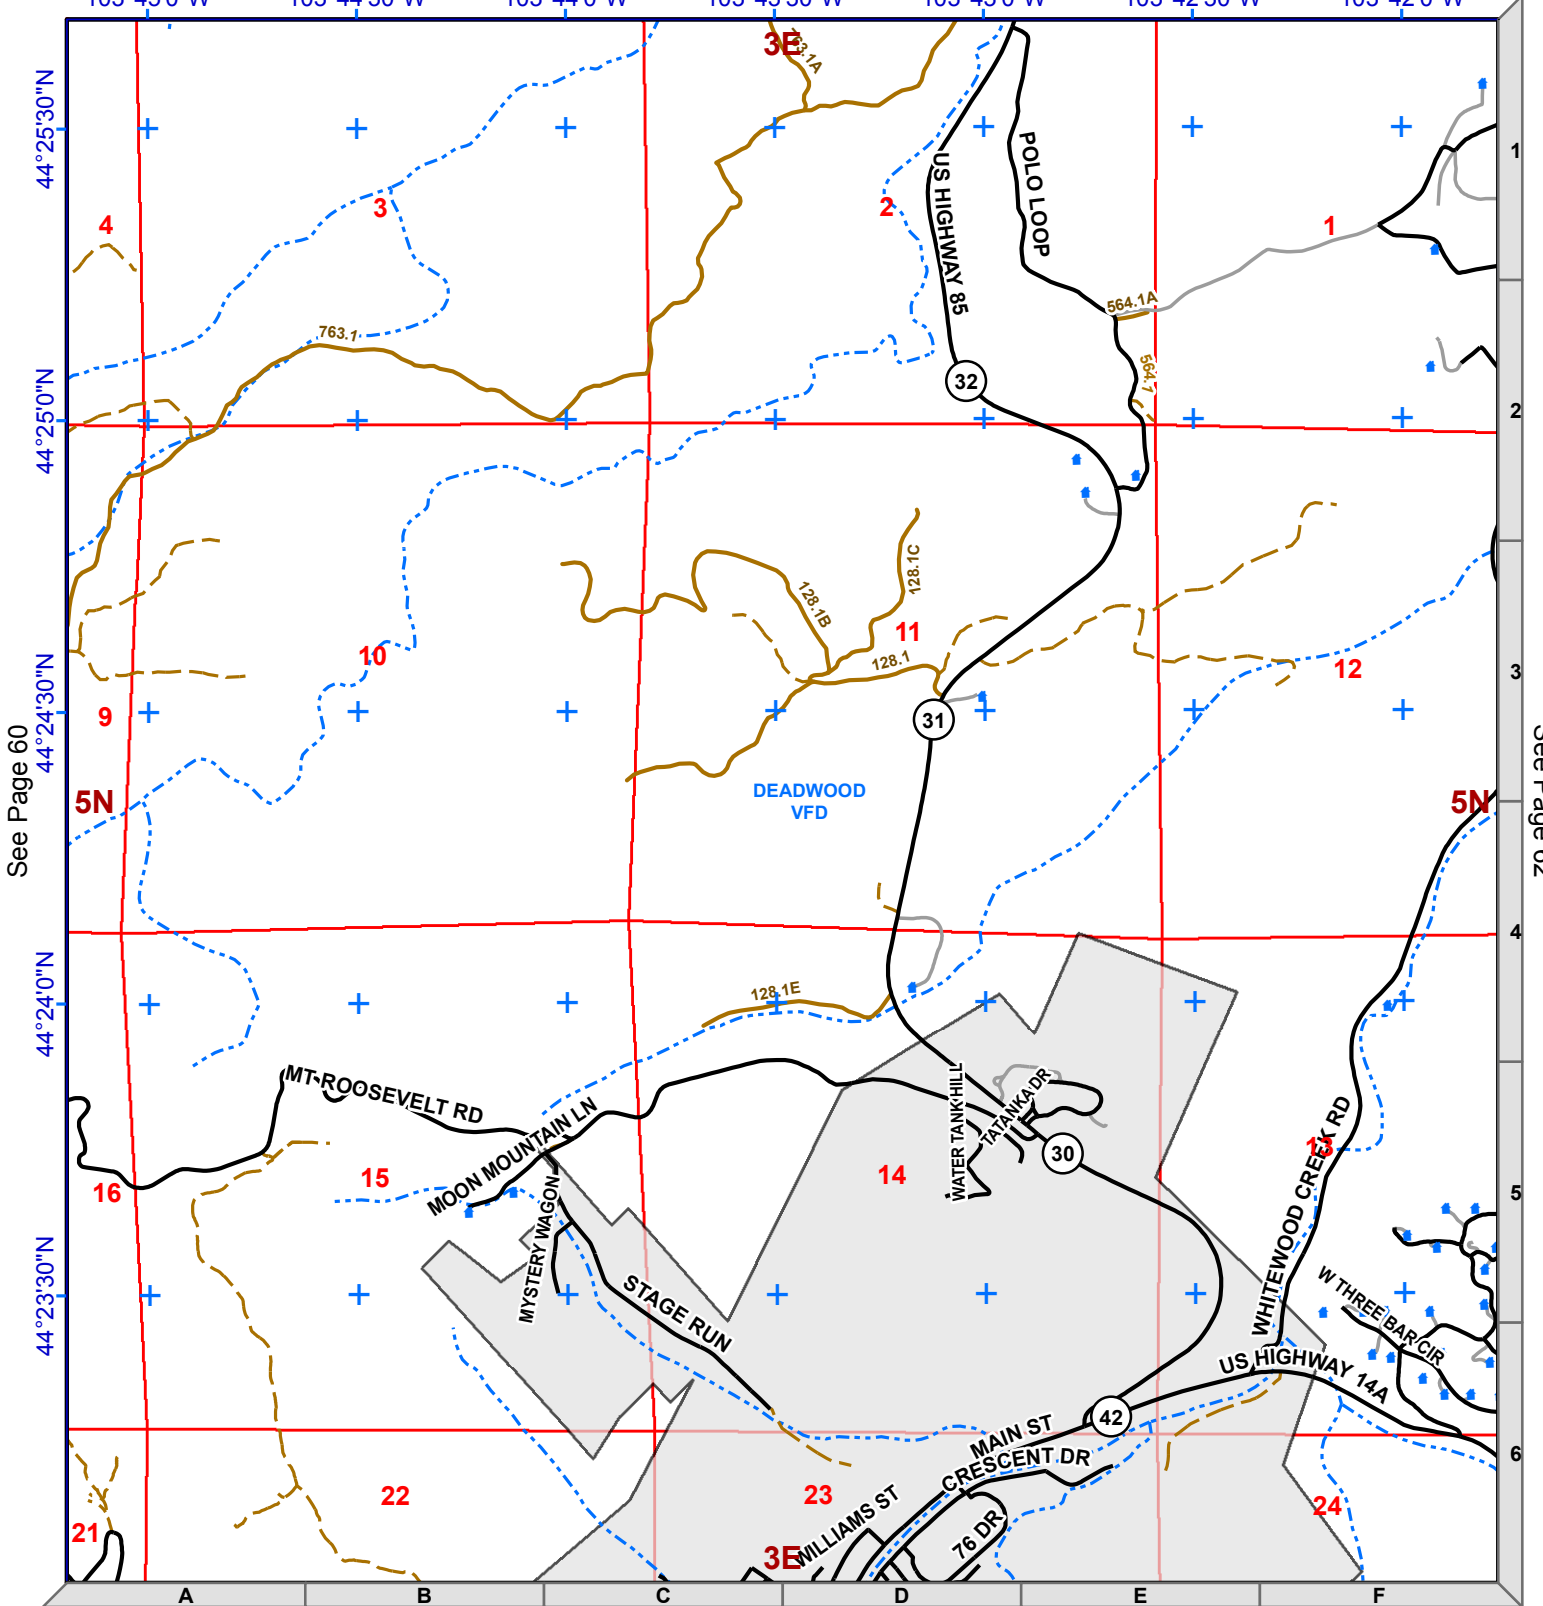 3E
763.1A
44°25'30"N
POLO LOOP
US HIGHWAY 85
1
3
2
4
1
564.1A
763.1
564.1
32
44°25'0"N
2
128.1C
128.1B
11
10
128.1
12
3
9
44°24'30"N
31
See Page 60
DEADWOOD
VFD
5N
5N
4
128.1E
44°24'0"N
MT ROOSEVELT RD
MOON MOUNTAIN LN
WATER TANK HILL
TATANKA DR
30
WHITEWOOD CREEK RD
13
15
14
16
5
MYSTERY WAGON
STAGE RUN
44°23'30"N
W THREE BAR CIR
US HIGHWAY 14A
42
MAIN ST
CRESCENT DR
6
22
23
24
21
WILLIAMS ST
76 DR
3E
A
B
C
D
E
F